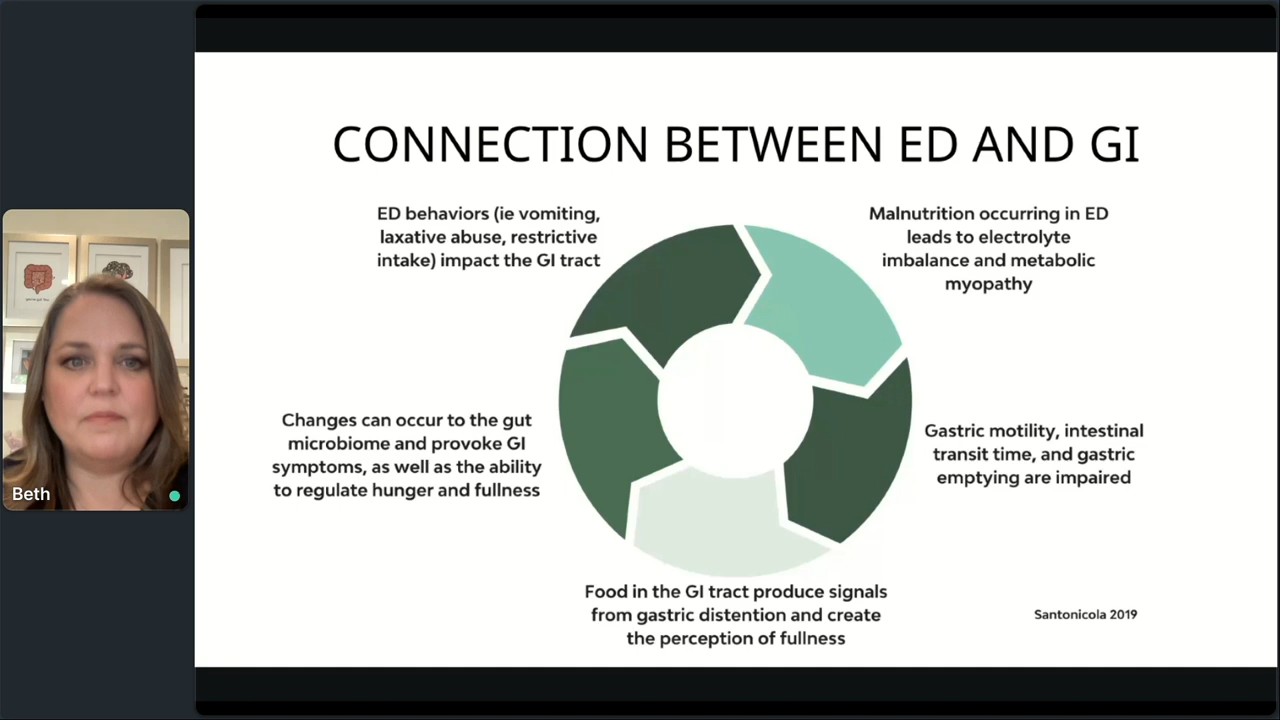 CONNECTION BETWEEN ED AND GI
ED behaviors (ie vomiting,
laxative abuse, restrictive
intake) impact the GI tract
Malnutrition occurring in ED
leads to electrolyte
imbalance and metabolic
myopathy
Changes can occur to the gut
microbiome and provoke GI
symptoms, as well as the ability
to regulate hunger and fullness
Gastric motility, intestinal
transit time, and gastric
emptying are impaired
Food in the GI tract produce signals
from gastric distention and create
the perception of fullness
Santonicola 2019
Beth